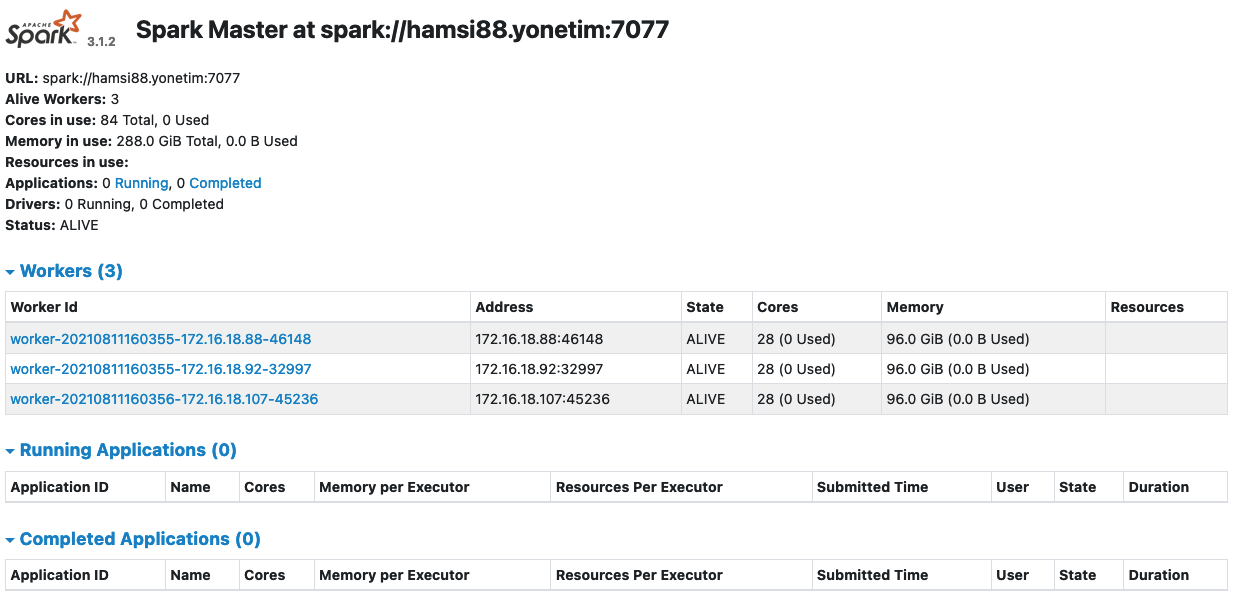 APACHE
Spark 3.1.2 Spark Master at spark://hamsi88.yonetim:7077
URL: spark://hamsi88.yonetim:7077
Alive Workers: 3
Cores in use: 84 Total, 0 Used
Memory in use: 288.0 GiB Total, 0.0 B Used
Resources in use:
Applications: 0 Running, 0 Completed
Drivers: 0 Running, 0 Completed
Status: ALIVE
Workers (3)
Worker Id Address State Cores Memory Resources
worker-20210811160355-172.16.18.88-46148 172.16.18.88:46148 ALIVE 28 (0 Used) 96.0 GiB (0.0 B Used)
worker-20210811160355-172.16.18.92-32997 172.16.18.92:32997 ALIVE 28 (0 Used) 96.0 GiB (0.0 B Used)
worker-20210811160356-172.16.18.107-45236 172.16.18.107:45236 ALIVE 28 (0 Used) 96.0 GiB (0.0 B Used)
Running Applications (0)
Application ID Name Cores Memory per Executor Resources Per Executor Submitted Time User State Duration
Completed Applications (0)
Application ID Name Cores Memory per Executor Resources Per Executor Submitted Time User State Duration